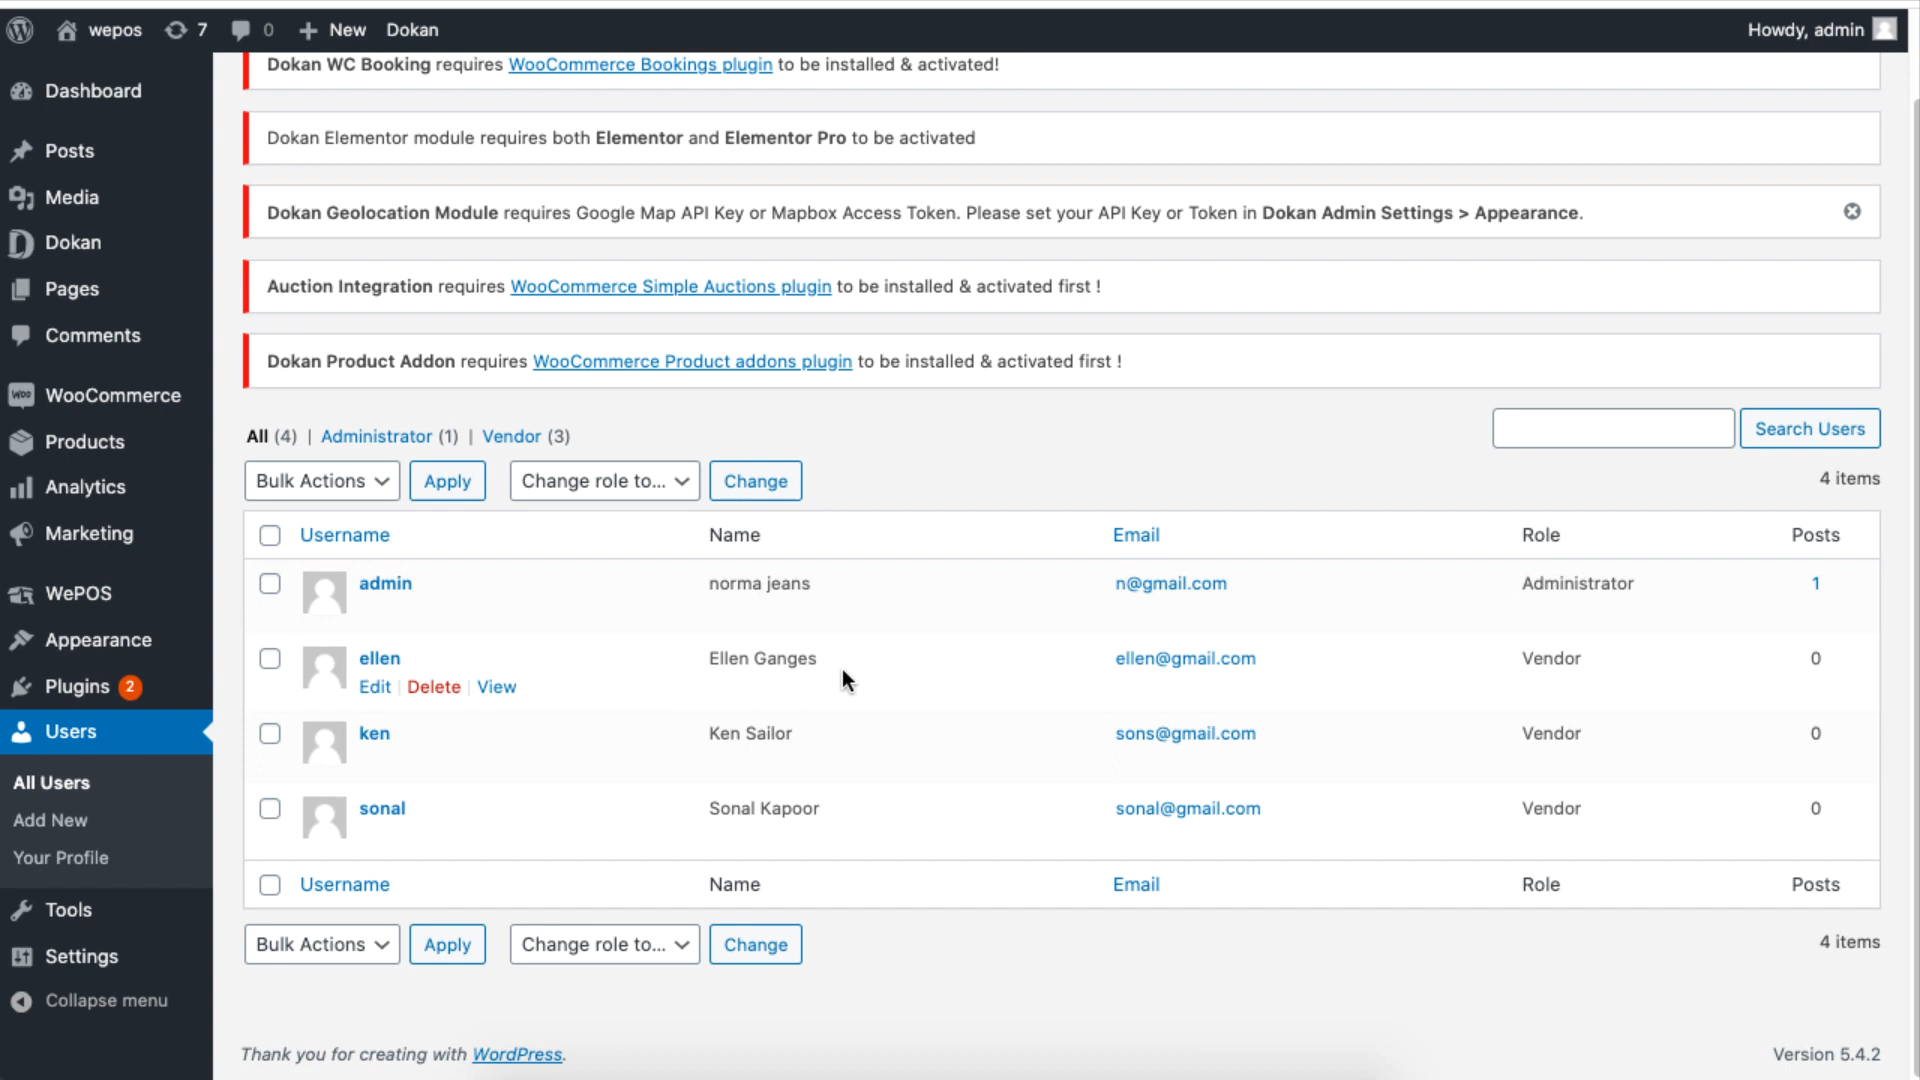 wepos 7 0 New Dokan Howdy, admin
Dashboard
Posts
Media
Dokan
Pages
Comments
WooCommerce
Products
Analytics
Marketing
WePOS
Appearance
Plugins 2
Users
All Users
Add New
Your Profile
Tools
Settings
Collapse menu
Dokan WC Booking requires WooCommerce Bookings plugin to be installed & activated!
Dokan Elementor module requires both Elementor and Elementor Pro to be activated
Dokan Geolocation Module requires Google Map API Key or Mapbox Access Token. Please set your API Key or Token in Dokan Admin Settings > Appearance.
Auction Integration requires WooCommerce Simple Auctions plugin to be installed & activated first !
Dokan Product Addon requires WooCommerce Product addons plugin to be installed & activated first !
All (4) | Administrator (1) | Vendor (3) Search Users
Bulk Actions Apply Change role to... Change 4 items
Username Name Email Role Posts
admin norma jeans n@gmail.com Administrator 1
ellen Ellen Ganges ellen@gmail.com Vendor 0
Edit | Delete | View
ken Ken Sailor sons@gmail.com Vendor 0
sonal Sonal Kapoor sonal@gmail.com Vendor 0
Username Name Email Role Posts
Bulk Actions Apply Change role to... Change 4 items
Thank you for creating with WordPress. Version 5.4.2